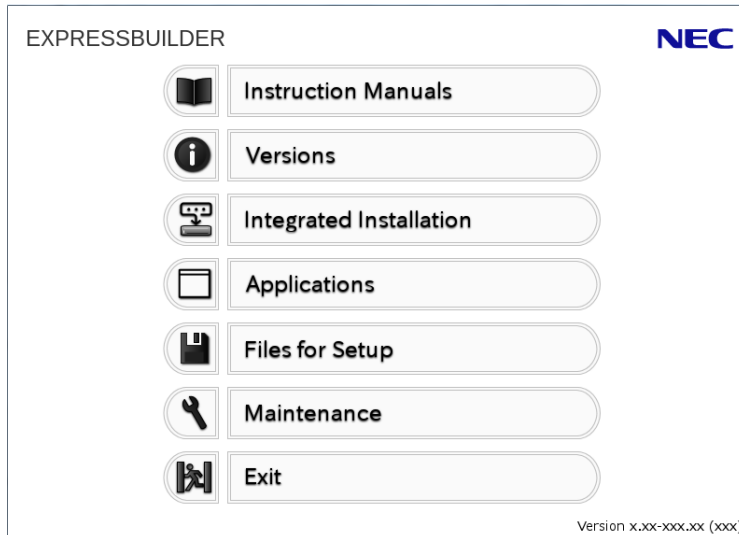 EXPRESSBUILDER
NEC
Instruction Manuals
Versions
Integrated Installation
Applications
Files for Setup
Maintenance
Exit
Version x.xx-xxx.xx (xxx)